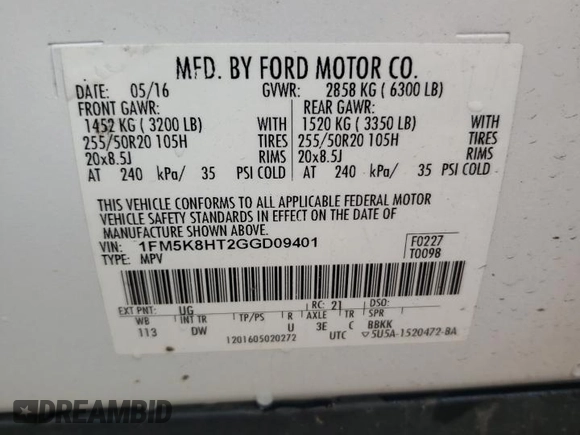 MFD. BY FORD MOTOR CO.
DATE: 05/16 GVWR: 2858 KG ( 6300 LB)
FRONT GAWR: REAR GAWR:
1452 KG ( 3200 LB) WITH 1520 KG ( 3350 LB) WITH
255/50R20 105H TIRES 255/50R20 105H TIRES
20x8.5J RIMS 20x8.5J RIMS
AT 240 kPa/ 35 PSI COLD AT 240 kPa/ 35 PSI COLD
THIS VEHICLE CONFORMS TO ALL APPLICABLE FEDERAL MOTOR
VEHICLE SAFETY STANDARDS IN EFFECT ON THE DATE OF
MANUFACTURE SHOWN ABOVE.
VIN: 1FM5K8HT2GGD09401 F0227
TYPE: MPV T0098
EXT PNT: UG RC: 21 DSO:
WB INT TR TP/PS R AXLE TR SPR
113 DW U 3E C BBKK
1201605020272 UTC ▽5U5A-1520472-BA
DREAMBID